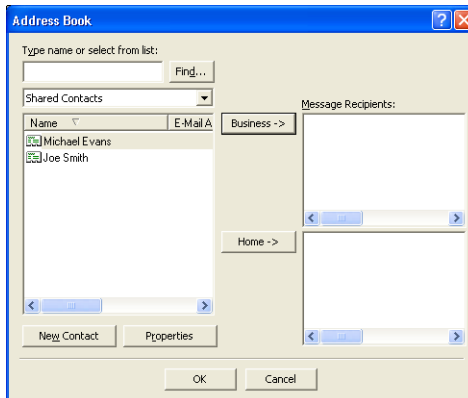 Address Book
Type name or select from list:
Find...
Shared Contacts
Message Recipients:
Name E-Mail A
Business ->
Michael Evans
Joe Smith
Home ->
New Contact Properties
OK Cancel